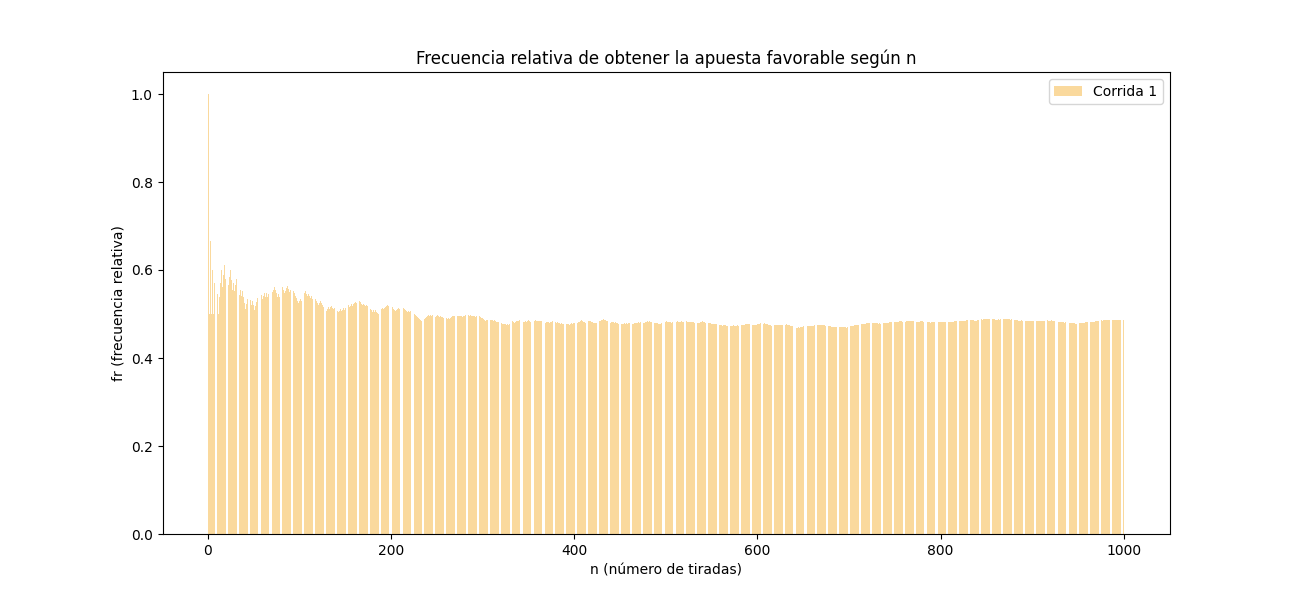 Frecuencia relativa de obtener la apuesta favorable según n
Corrida 1
fr (frecuencia relativa)
1.0
0.8
0.6
0.4
0.2
0.0
0 200 400 600 800 1000
n (número de tiradas)